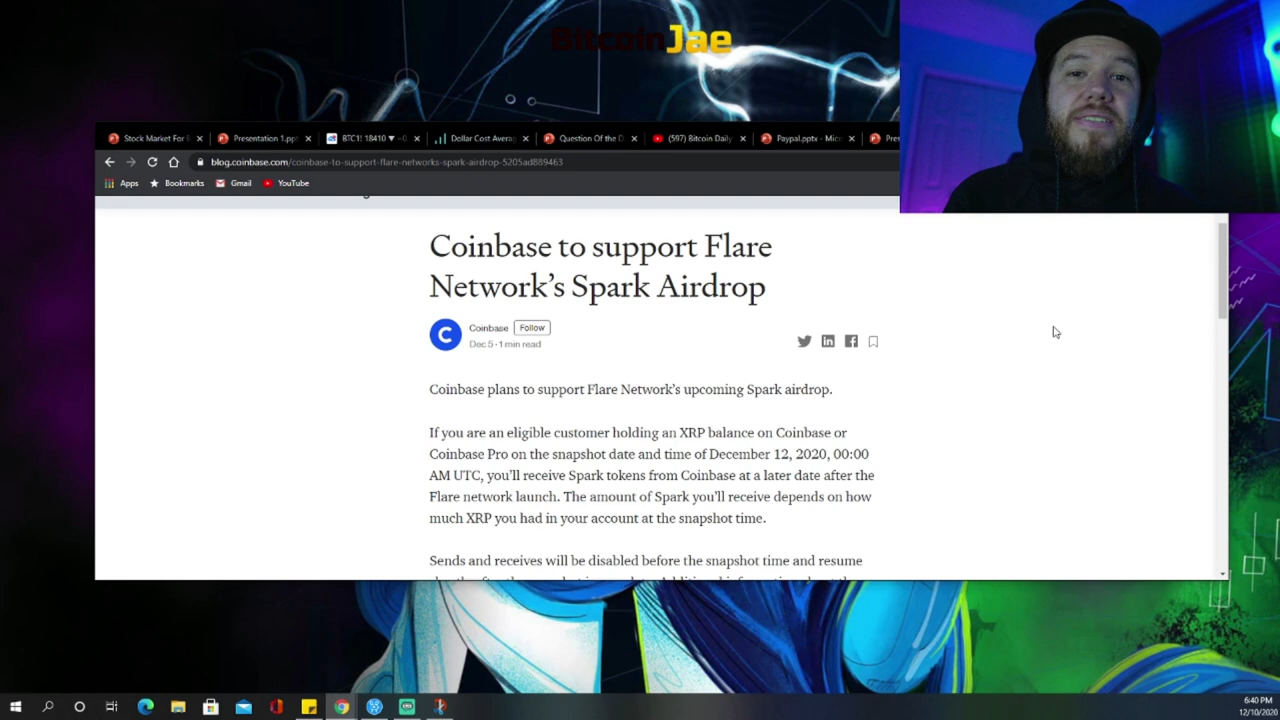 BitcoinJae
Stock Market For
Presentation 1.pp
BTC1! 18410 ▼ −0
Dollar Cost Avera
Question Of the D
(597) Bitcoin Daily
Paypal.pptx - Micr
Pre
blog.coinbase.com/coinbase-to-support-flare-networks-spark-airdrop-5205ad889463
Apps Bookmarks Gmail YouTube
Coinbase to support Flare
Network’s Spark Airdrop
Coinbase Follow
Dec 5 · 1 min read
Coinbase plans to support Flare Network’s upcoming Spark airdrop.
If you are an eligible customer holding an XRP balance on Coinbase or
Coinbase Pro on the snapshot date and time of December 12, 2020, 00:00
AM UTC, you’ll receive Spark tokens from Coinbase at a later date after the
Flare network launch. The amount of Spark you’ll receive depends on how
much XRP you had in your account at the snapshot time.
Sends and receives will be disabled before the snapshot time and resume
6:40 PM
12/10/2020